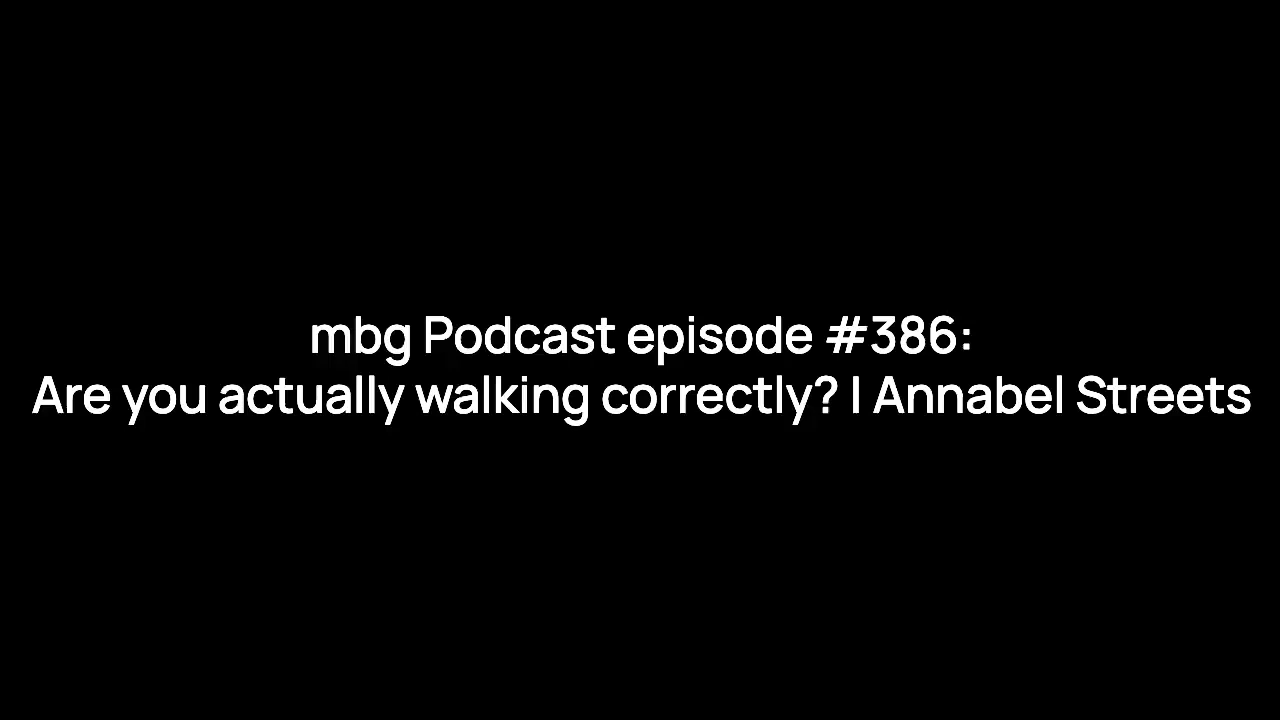 mbg Podcast episode #386:
Are you actually walking correctly? | Annabel Streets